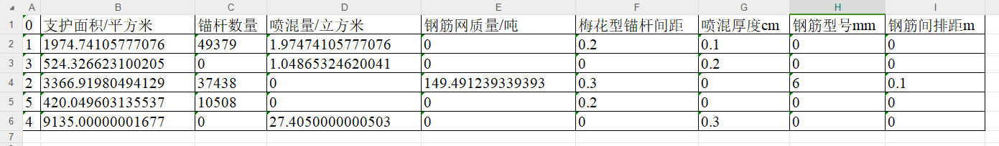 A B C D E F G H I
1 0 支护面积/平方米 锚杆数量 喷混量/立方米 钢筋网质量/吨 梅花型锚杆间距 喷混厚度cm 钢筋型号mm 钢筋间排距m
2 1 1974.74105777076 49379 1.97474105777076 0 0.2 0.1 0 0
3 3 524.326623100205 0 1.04865324620041 0 0 0.2 0 0
4 2 3366.91980494129 37438 0 149.491239339393 0.3 0 6 0.1
5 5 420.049603135537 10508 0 0 0.2 0 0 0
6 4 9135.00000001677 0 27.4050000000503 0 0 0.3 0 0
7